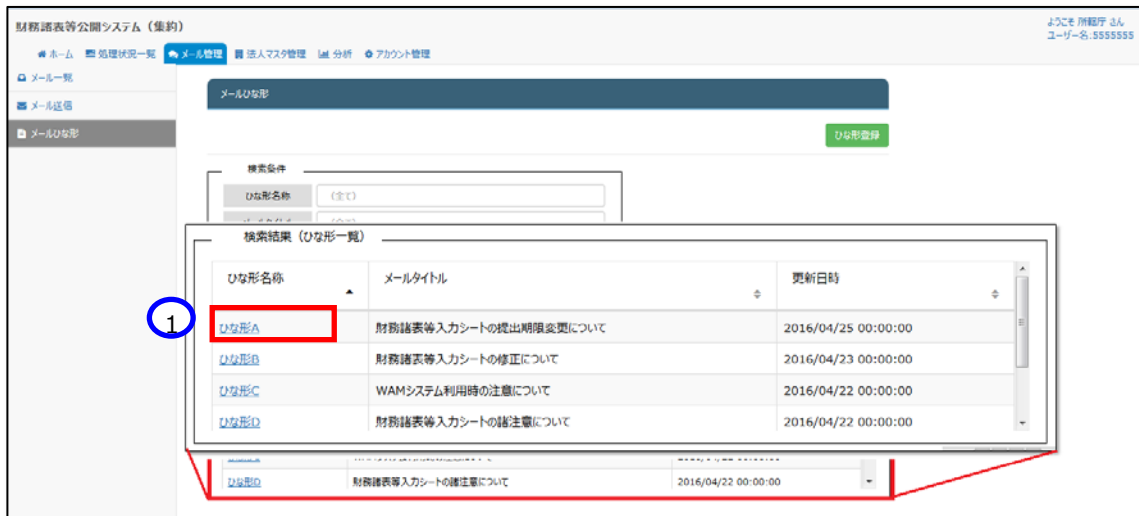 財務諸表等公開システム（集約）
ようこそ 所轄庁 さん
ユーザー名:5555555
ホーム 処理状況一覧 メール管理 法人マスタ管理 分析 アカウント管理
メール一覧
メール送信
メールひな形
メールひな形
ひな形登録
検索条件
ひな形名称 (全て)
検索結果（ひな形一覧）
ひな形名称 メールタイトル 更新日時
1
ひな形A 財務諸表等入力シートの提出期限変更について 2016/04/25 00:00:00
ひな形B 財務諸表等入力シートの修正について 2016/04/23 00:00:00
ひな形C WAMシステム利用時の注意について 2016/04/22 00:00:00
ひな形D 財務諸表等入力シートの諸注意について 2016/04/22 00:00:00
ひな形D 財務諸表等入力シートの諸注意について 2016/04/22 00:00:00